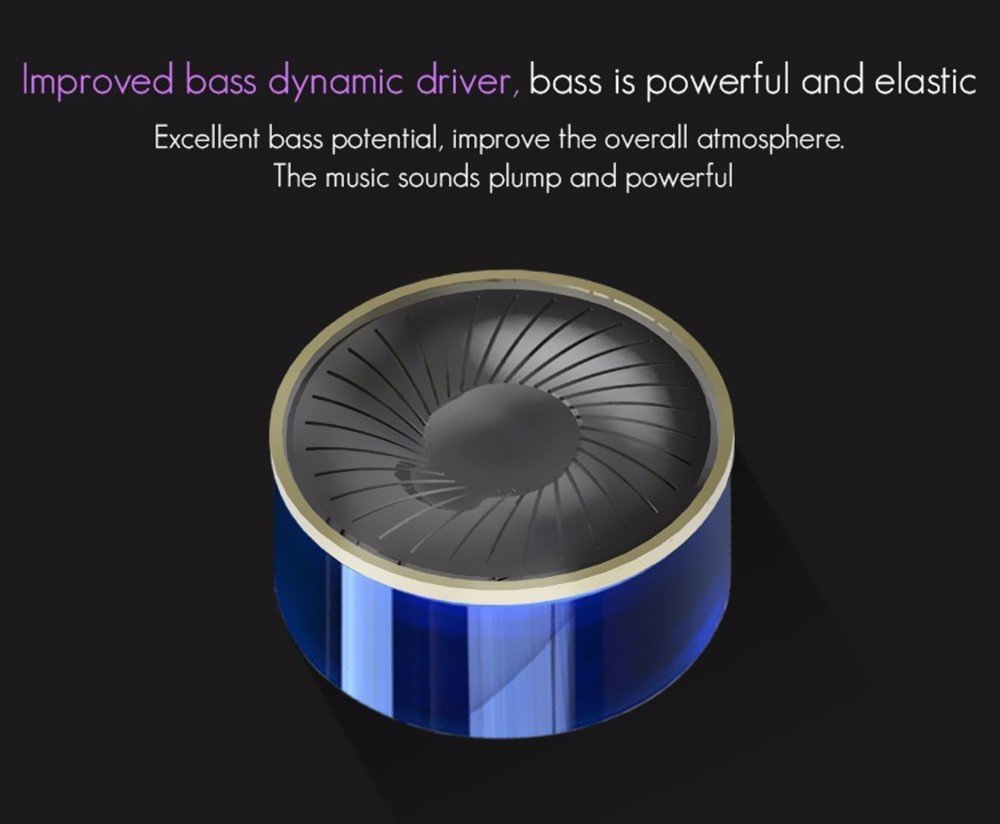 Improved bass dynamic driver, bass is powerful and elastic
Excellent bass potential, improve the overall atmosphere.
The music sounds plump and powerful